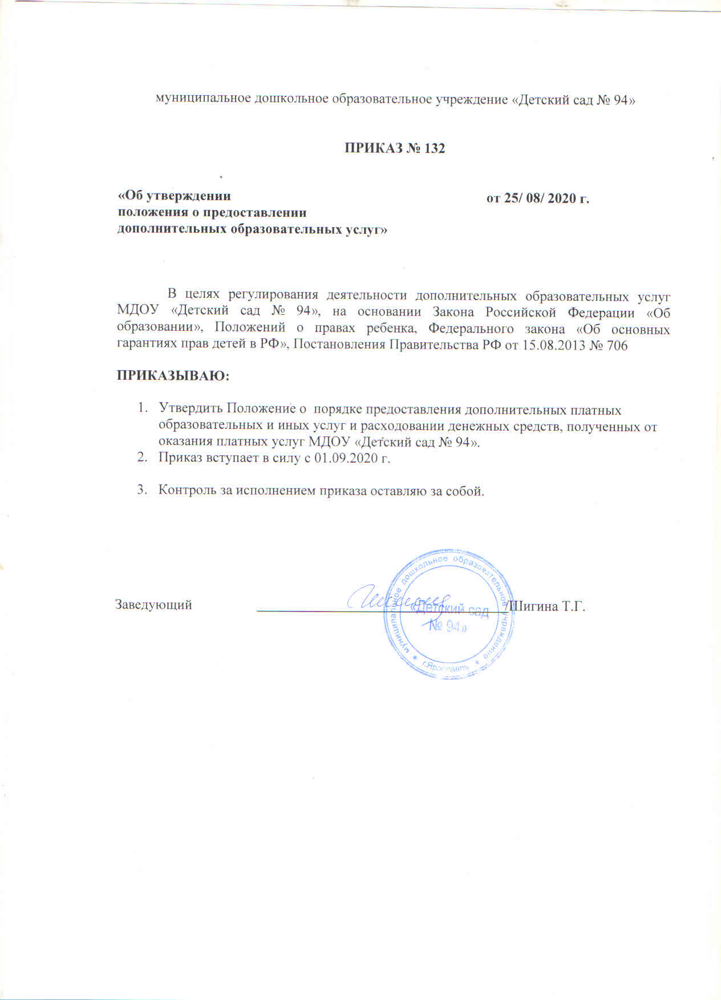 муниципальное дошкольное образовательное учреждение «Детский сад № 94»
ПРИКАЗ № 132
«Об утверждении от 25/ 08/ 2020 г.
положения о предоставлении
дополнительных образовательных услуг»
В целях регулирования деятельности дополнительных образовательных услуг
МДОУ «Детский сад № 94», на основании Закона Российской Федерации «Об
образовании», Положений о правах ребенка, Федерального закона «Об основных
гарантиях прав детей в РФ», Постановления Правительства РФ от 15.08.2013 № 706
ПРИКАЗЫВАЮ:
1. Утвердить Положение о порядке предоставления дополнительных платных
образовательных и иных услуг и расходовании денежных средств, полученных от
оказания платных услуг МДОУ «Детский сад № 94».
2. Приказ вступает в силу с 01.09.2020 г.
3. Контроль за исполнением приказа оставляю за собой.
Заведующий /Шигина Т.Г.
муниципальное дошкольное образовательное учреждение
«Детский сад
№ 94»
г.Ярославль